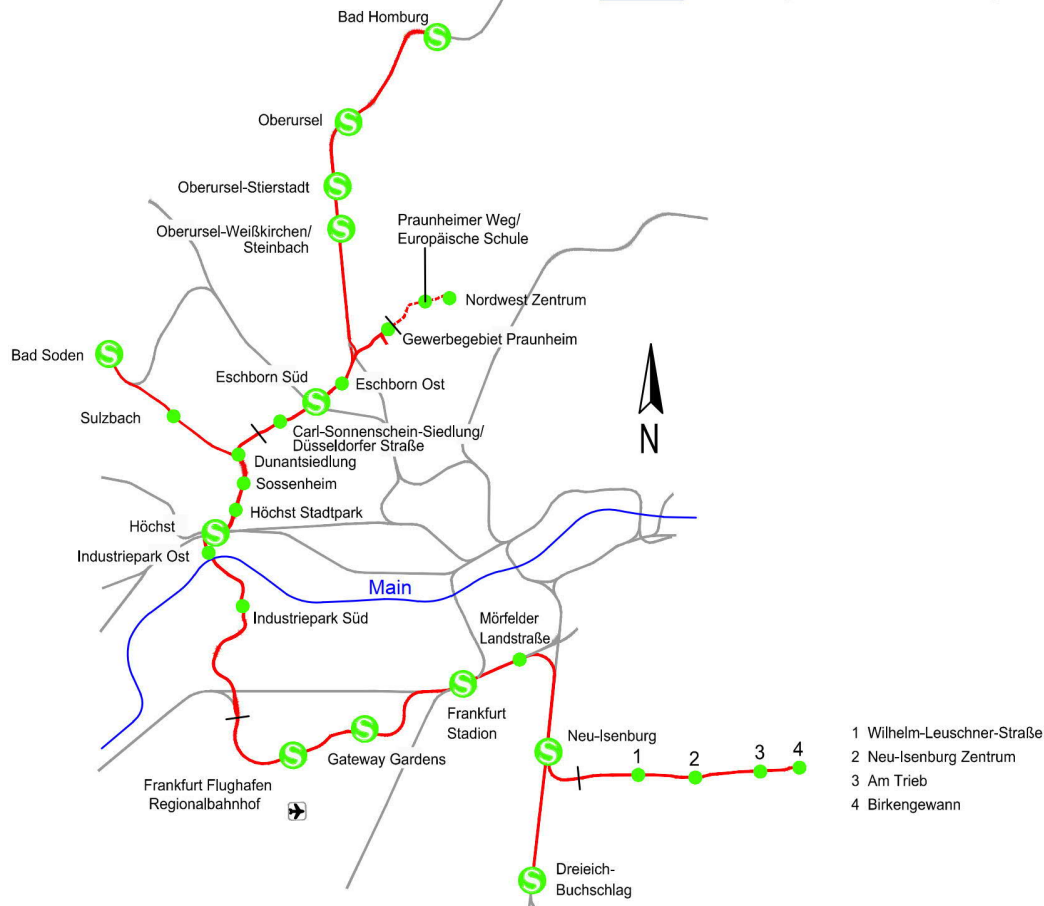 Bad Homburg
S
Oberursel
S
Oberursel-Stierstadt
S
Oberursel-Weißkirchen/
Steinbach
S
Praunheimer Weg/
Europäische Schule
Nordwest Zentrum
Gewerbegebiet Praunheim
Bad Soden
S
Eschborn Süd
S
Eschborn Ost
Sulzbach
Carl-Sonnenschein-Siedlung/
Düsseldorfer Straße
N
Dunantsiedlung
Sossenheim
Höchst Stadtpark
Höchst
S
Industriepark Ost
Main
Industriepark Süd
Mörfelder
Landstraße
S
Frankfurt
Stadion
S
Gateway Gardens
S
Frankfurt Flughafen
Regionalbahnhof
Neu-Isenburg
S
1
2
3
4
1 Wilhelm-Leuschner-Straße
2 Neu-Isenburg Zentrum
3 Am Trieb
4 Birkengewann
Dreieich-
Buchschlag
S